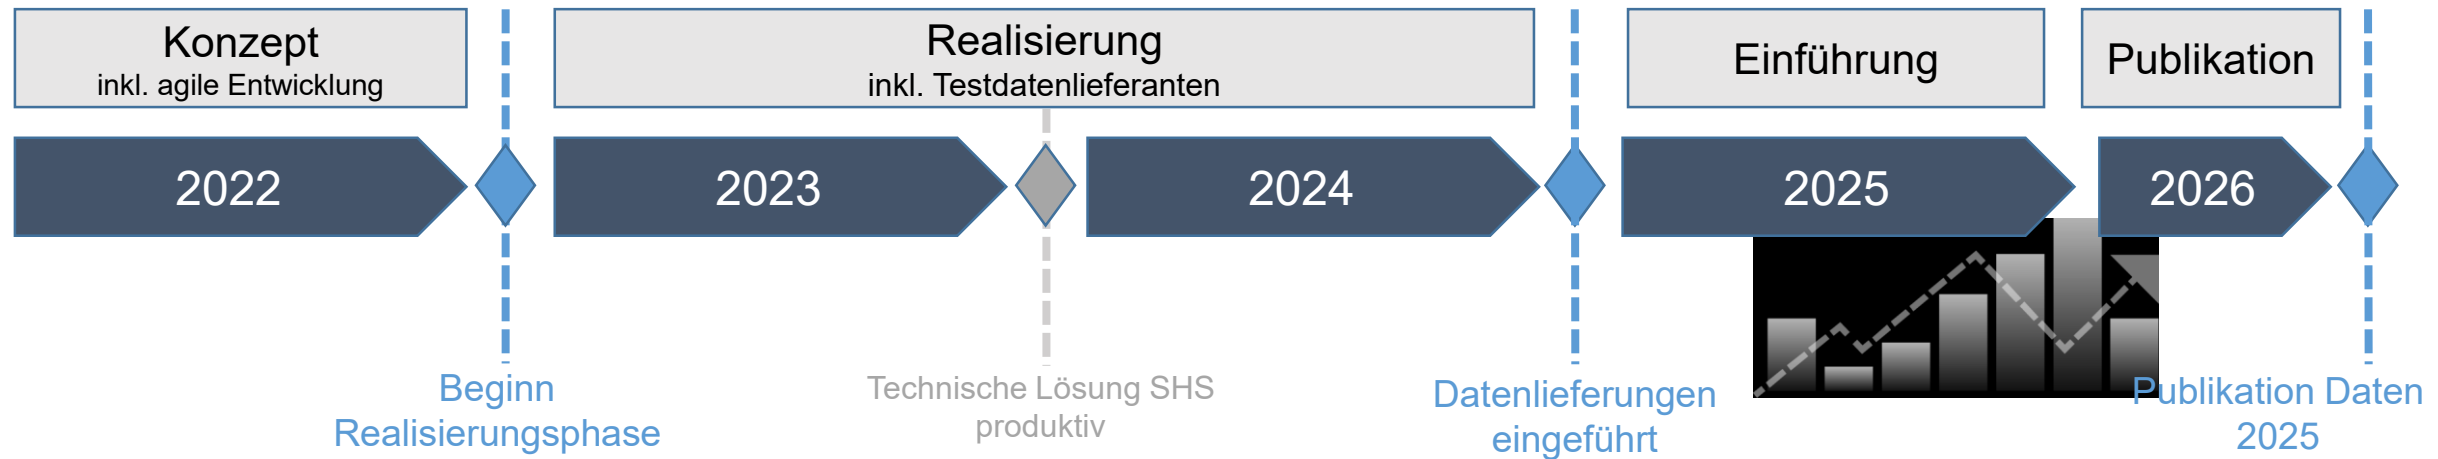 Konzept
inkl. agile Entwicklung
Realisierung
inkl. Testdatenlieferanten
Einführung
Publikation
2022
2023
2024
2025
2026
Beginn
Realisierungsphase
Technische Lösung SHS
produktiv
Datenlieferungen
eingeführt
Publikation Daten
2025